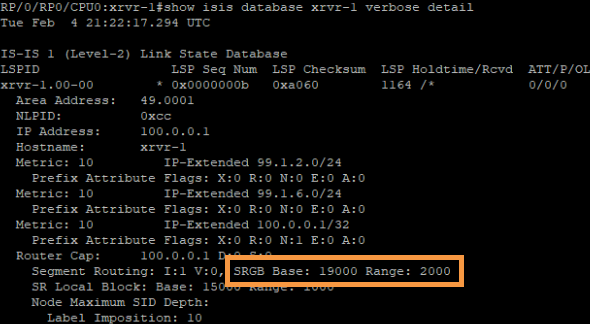 RP/0/RP0/CPU0:xrvr-1#show isis database xrvr-1 verbose detail
Tue Feb  4 21:22:17.294 UTC
IS-IS 1 (Level-2) Link State Database
LSPID LSP Seq Num LSP Checksum LSP Holdtime/Rcvd ATT/P/OL
xrvr-1.00-00 * 0x0000000b 0xa060 1164 /* 0/0/0
Area Address: 49.0001
NLPID: 0xcc
IP Address: 100.0.0.1
Hostname: xrvr-1
Metric: 10 IP-Extended 99.1.2.0/24
Prefix Attribute Flags: X:0 R:0 N:0 E:0 A:0
Metric: 10 IP-Extended 99.1.6.0/24
Prefix Attribute Flags: X:0 R:0 N:0 E:0 A:0
Metric: 10 IP-Extended 100.0.0.1/32
Prefix Attribute Flags: X:0 R:0 N:1 E:0 A:0
Router Cap: 100.0.0.1 D:0 S:0
Segment Routing: I:1 V:0, SRGB Base: 19000 Range: 2000
SR Local Block: Base: 15000 Range: 1000
Node Maximum SID Depth:
Label Imposition: 10